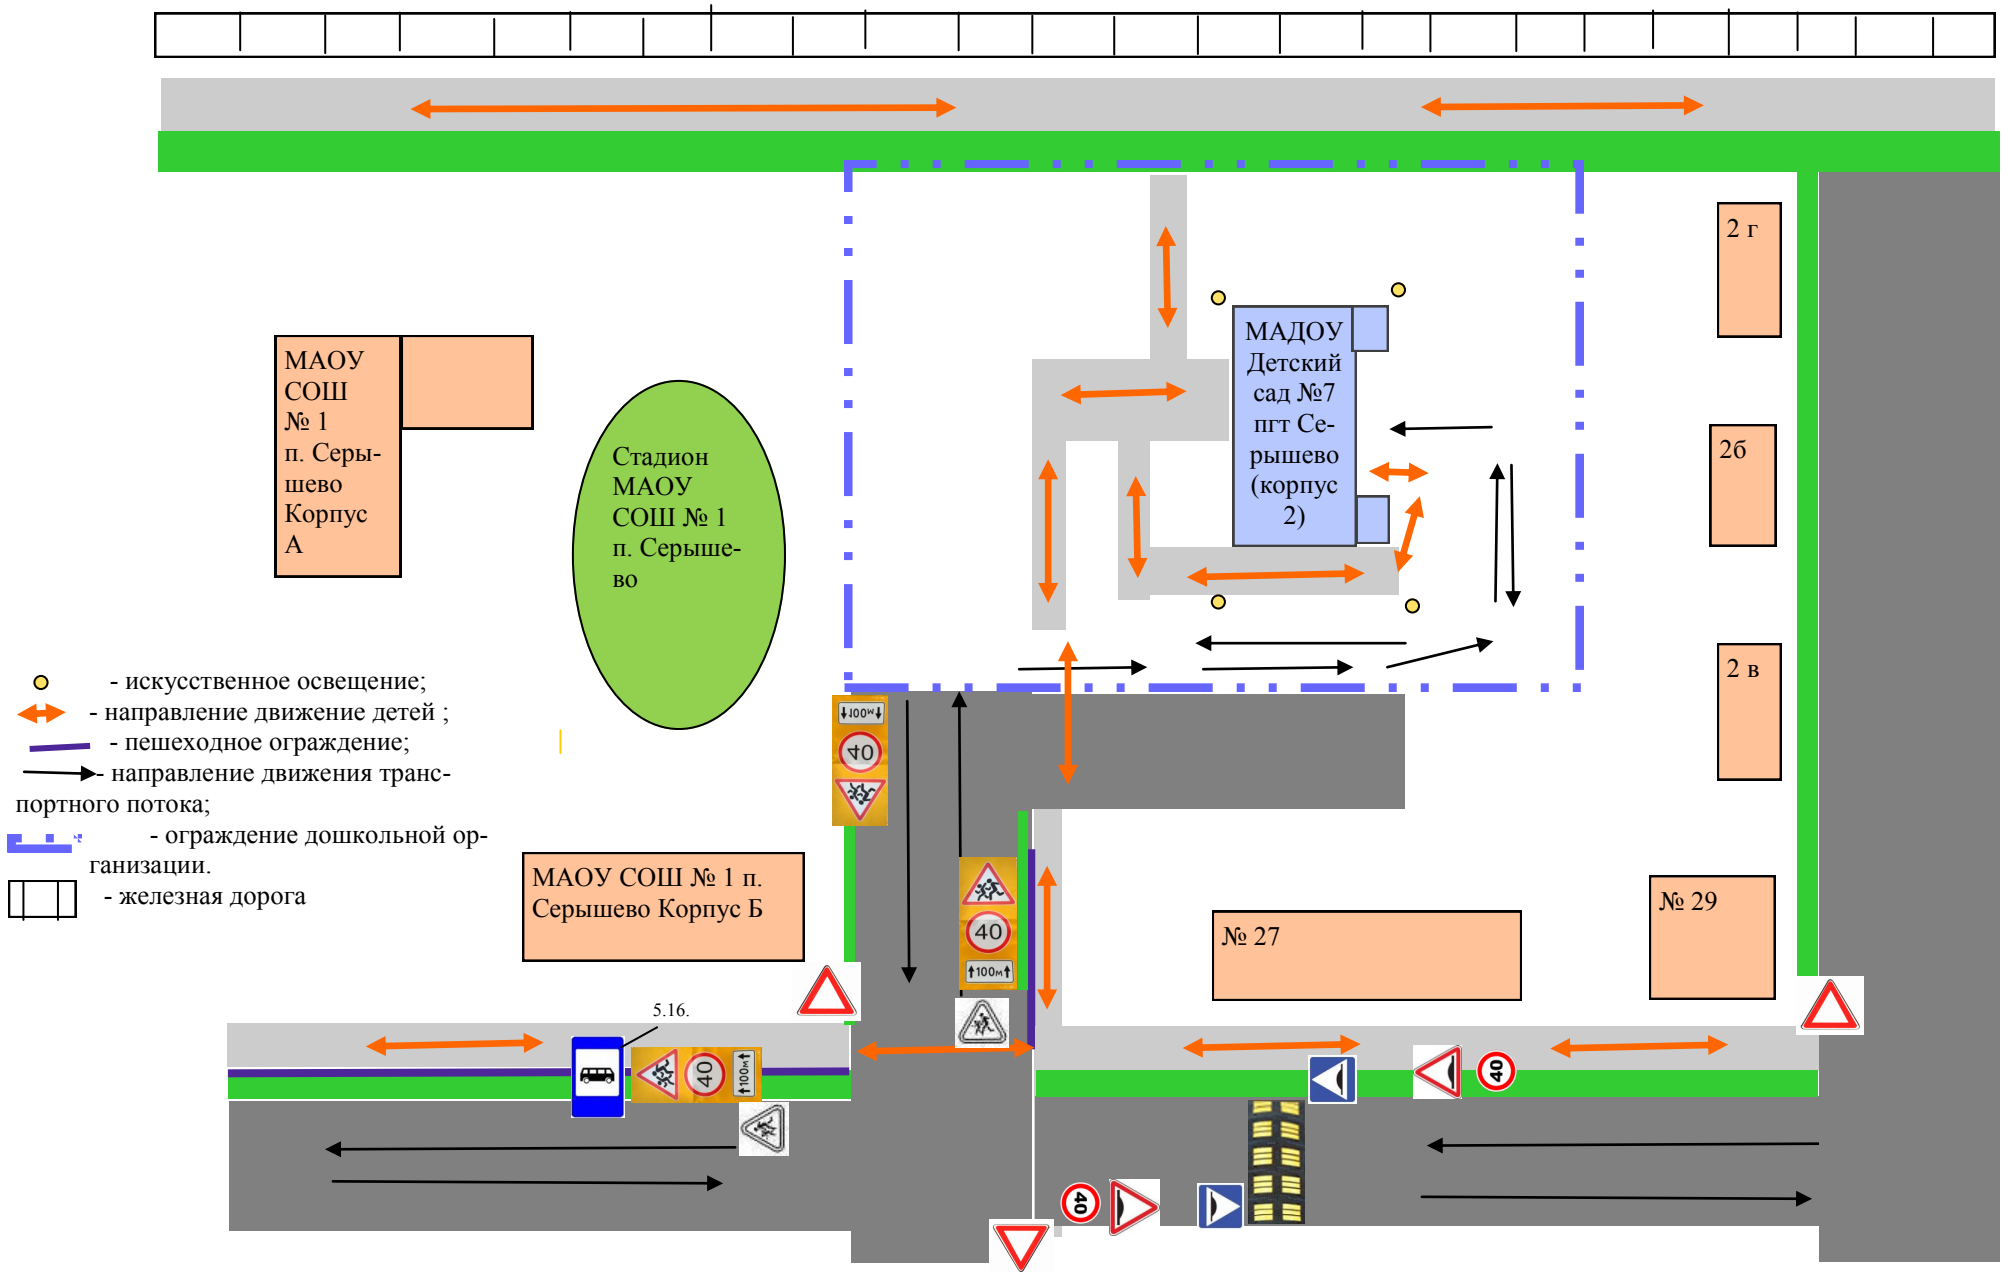 2 г
МАДОУ
Детский
сад №7
пгт Се-
рышево
(корпус
2)
МАОУ
СОШ
№ 1
п. Серы-
шево
Корпус
А
Стадион
МАОУ
СОШ № 1
п. Серыше-
во
2б
2 в
- искусственное освещение;
- направление движение детей ;
- пешеходное ограждение;
- направление движения транс-
портного потока;
- ограждение дошкольной ор-
ганизации.
- железная дорога
100м
40
МАОУ СОШ № 1 п.
Серышево Корпус Б
40
100м
№ 27
№ 29
5.16.
40
100м
40
40